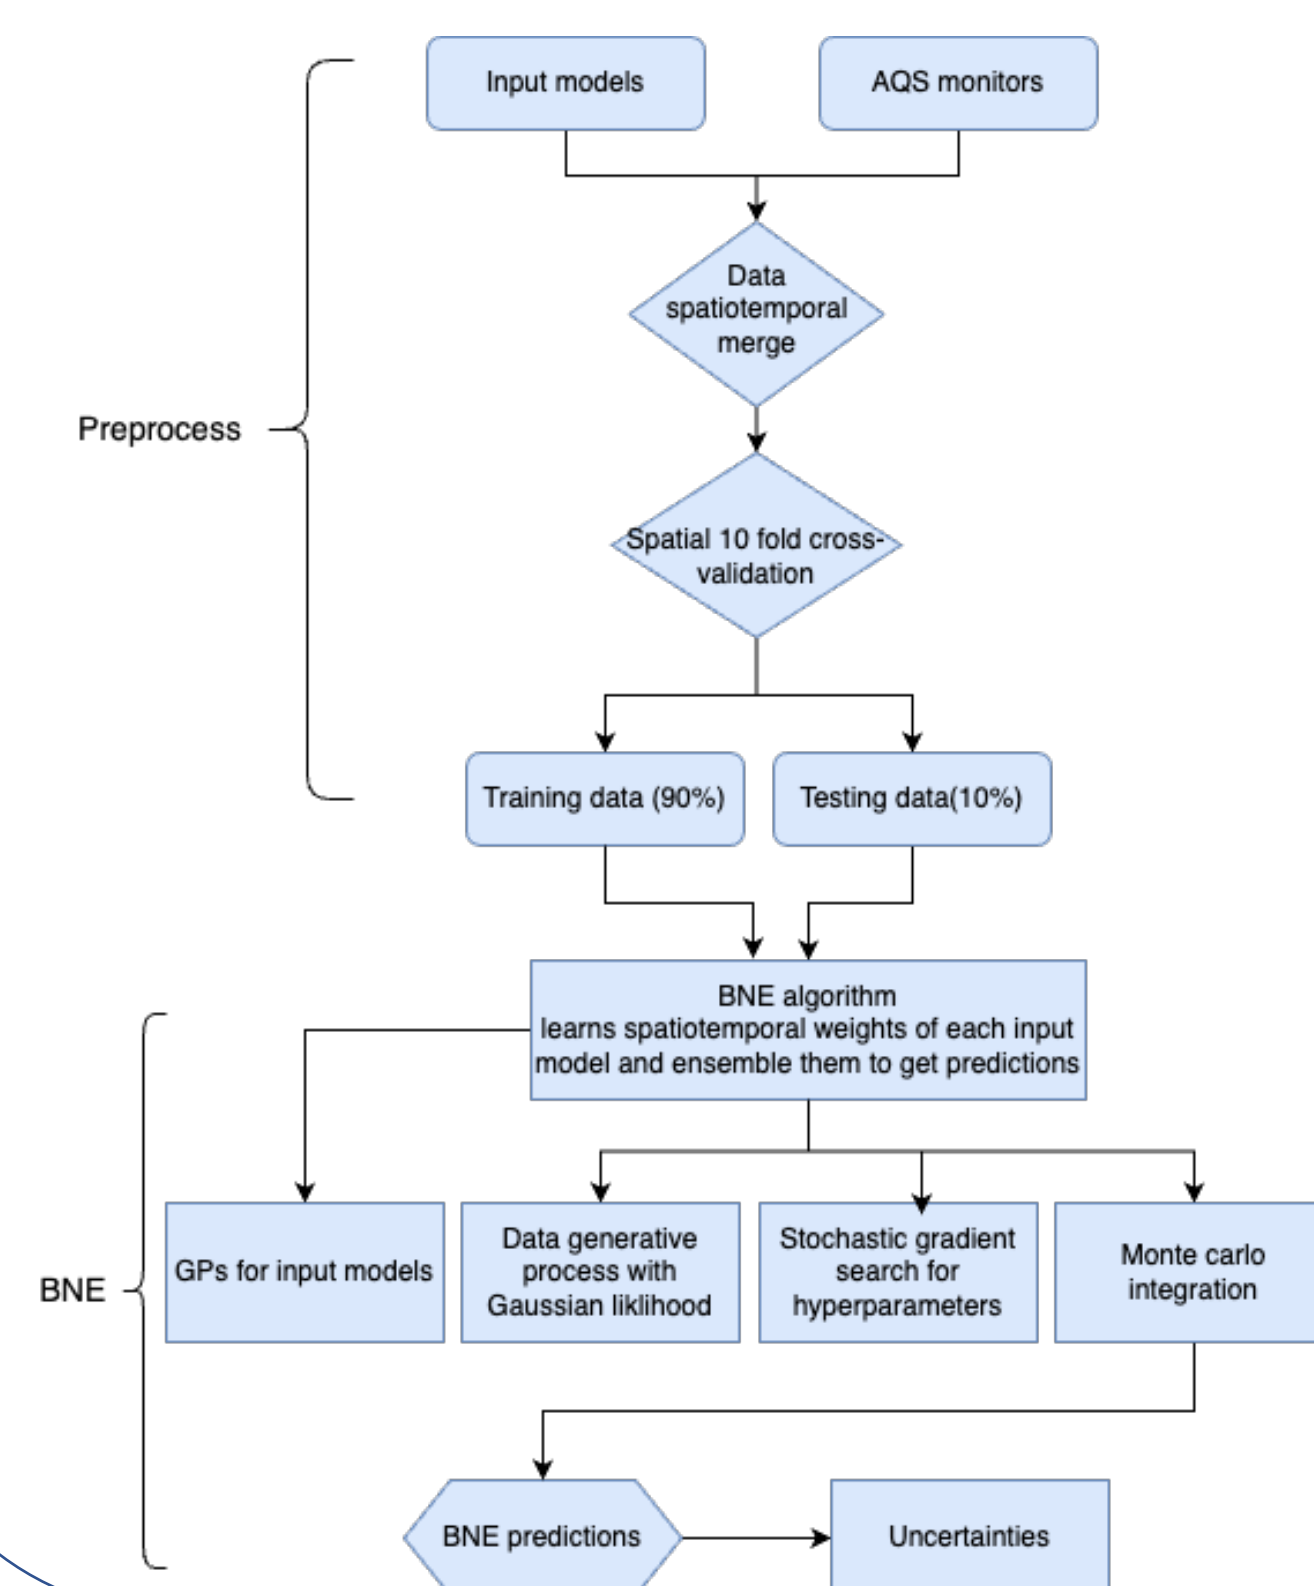 Input models
AQS monitors
Data
spatiotemporal
merge
Preprocess
Spatial 10 fold cross-
validation
Training data (90%)
Testing data(10%)
BNE algorithm
learns spatiotemporal weights of each input
model and ensemble them to get predictions
BNE
GPs for input models
Data generative
process with
Gaussian liklihood
Stochastic gradient
search for
hyperparameters
Monte carlo
integration
BNE predictions
Uncertainties